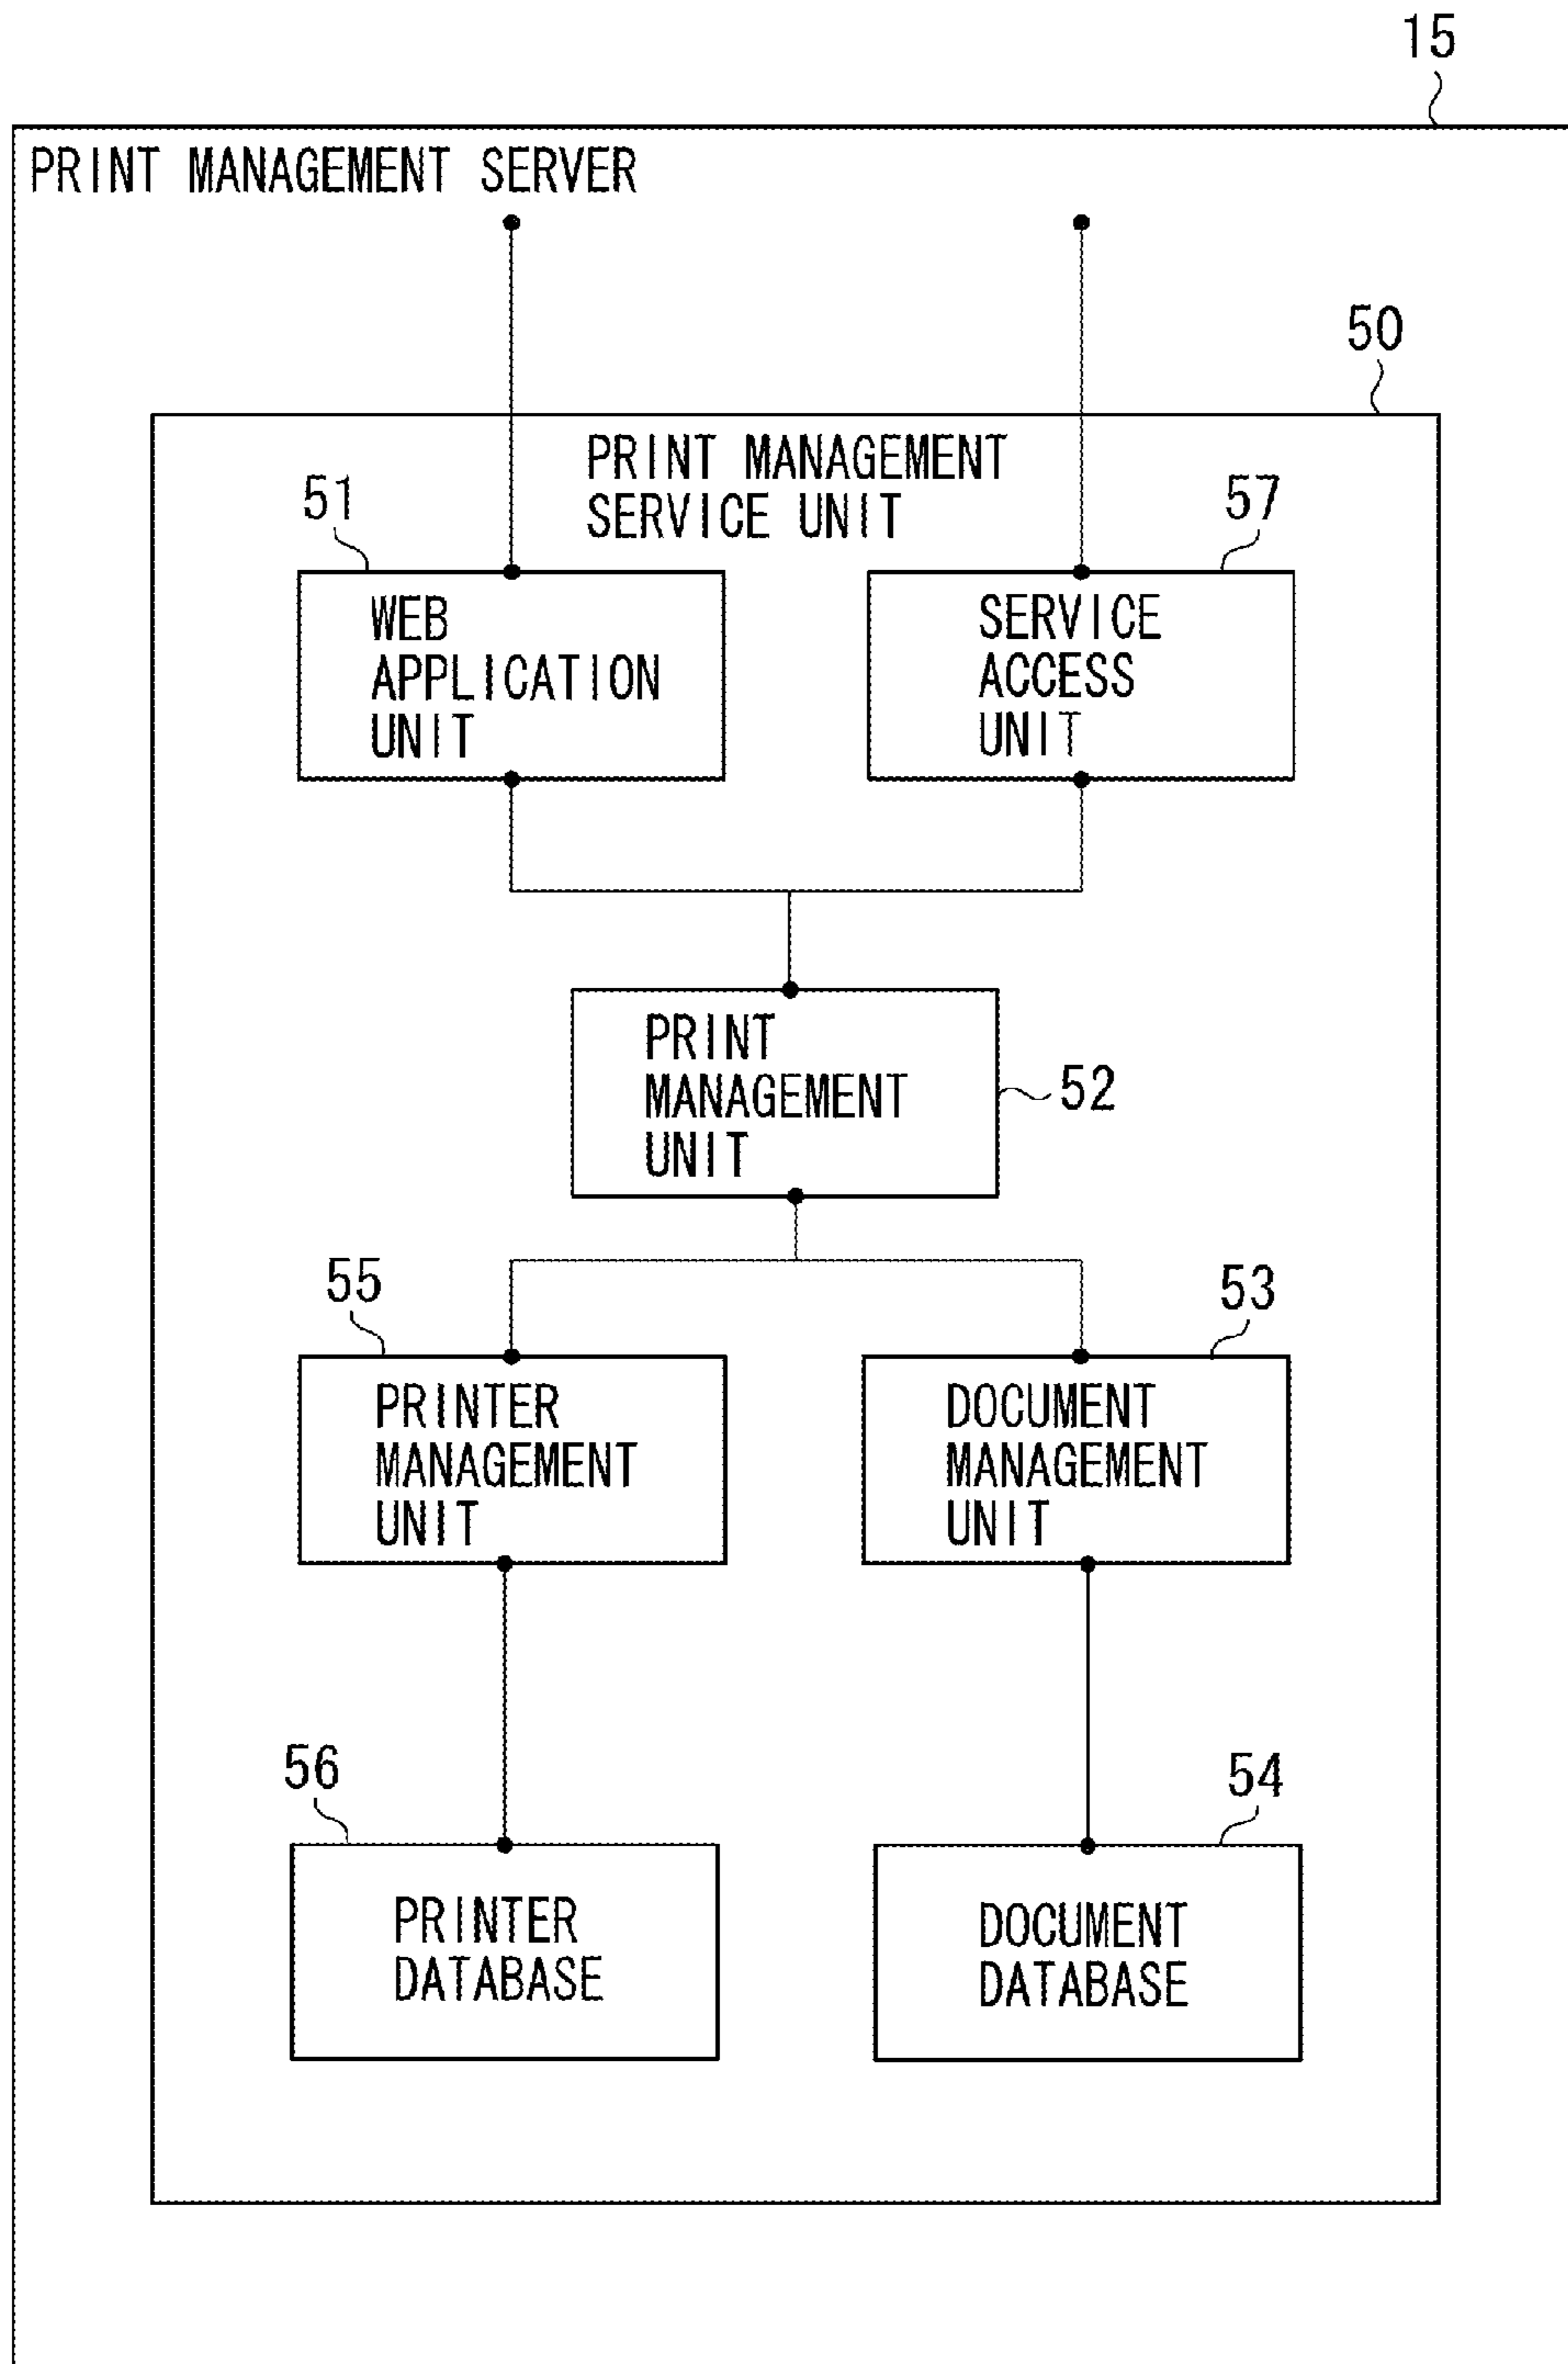 15
PRINT MANAGEMENT SERVER
50
PRINT MANAGEMENT
SERVICE UNIT
51
57
WEB
APPLICATION
UNIT
SERVICE
ACCESS
UNIT
PRINT
MANAGEMENT
UNIT
52
55
53
PRINTER
MANAGEMENT
UNIT
DOCUMENT
MANAGEMENT
UNIT
56
54
PRINTER
DATABASE
DOCUMENT
DATABASE